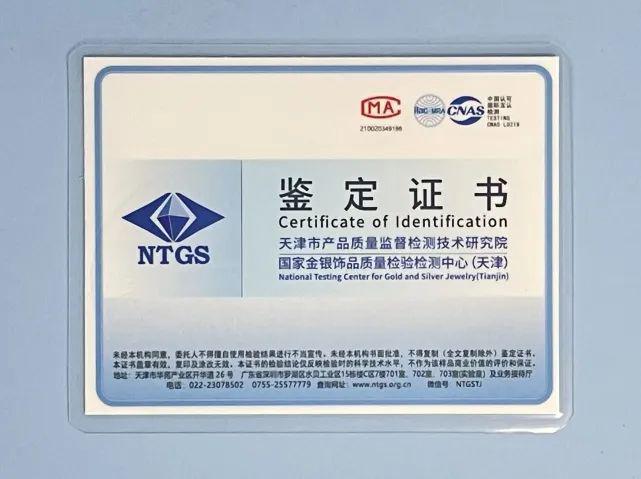 MA
210020349186
ilac-MRA
CNAS
中国认可
国际互认
检测
TESTING
CNAS L0219
NTGS
鉴定证书
Certificate of Identification
天津市产品质量监督检测技术研究院
国家金银饰品质量检验检测中心(天津)
National Testing Center for Gold and Silver Jewelry(Tianjin)
未经本机构同意，委托人不得擅自使用检验结果进行不当宣传。未经本机构书面批准，不得复制（全文复制除外）鉴定证书。
本证书盖章有效，复印及涂改无效。本证书的检验结论仅反映检验时的科学技术水平，不作为该样品商业价值的评价和保证。
地址：天津市华苑产业区开华道26号 广东省深圳市罗湖区水贝工业区15栋楼C区7楼701室、702室、703室(实验室) 及业务接待厅
电话：022-23078502 0755-25577779 查询网址：www.ntgs.org.cn 微信号 NTGSTJ